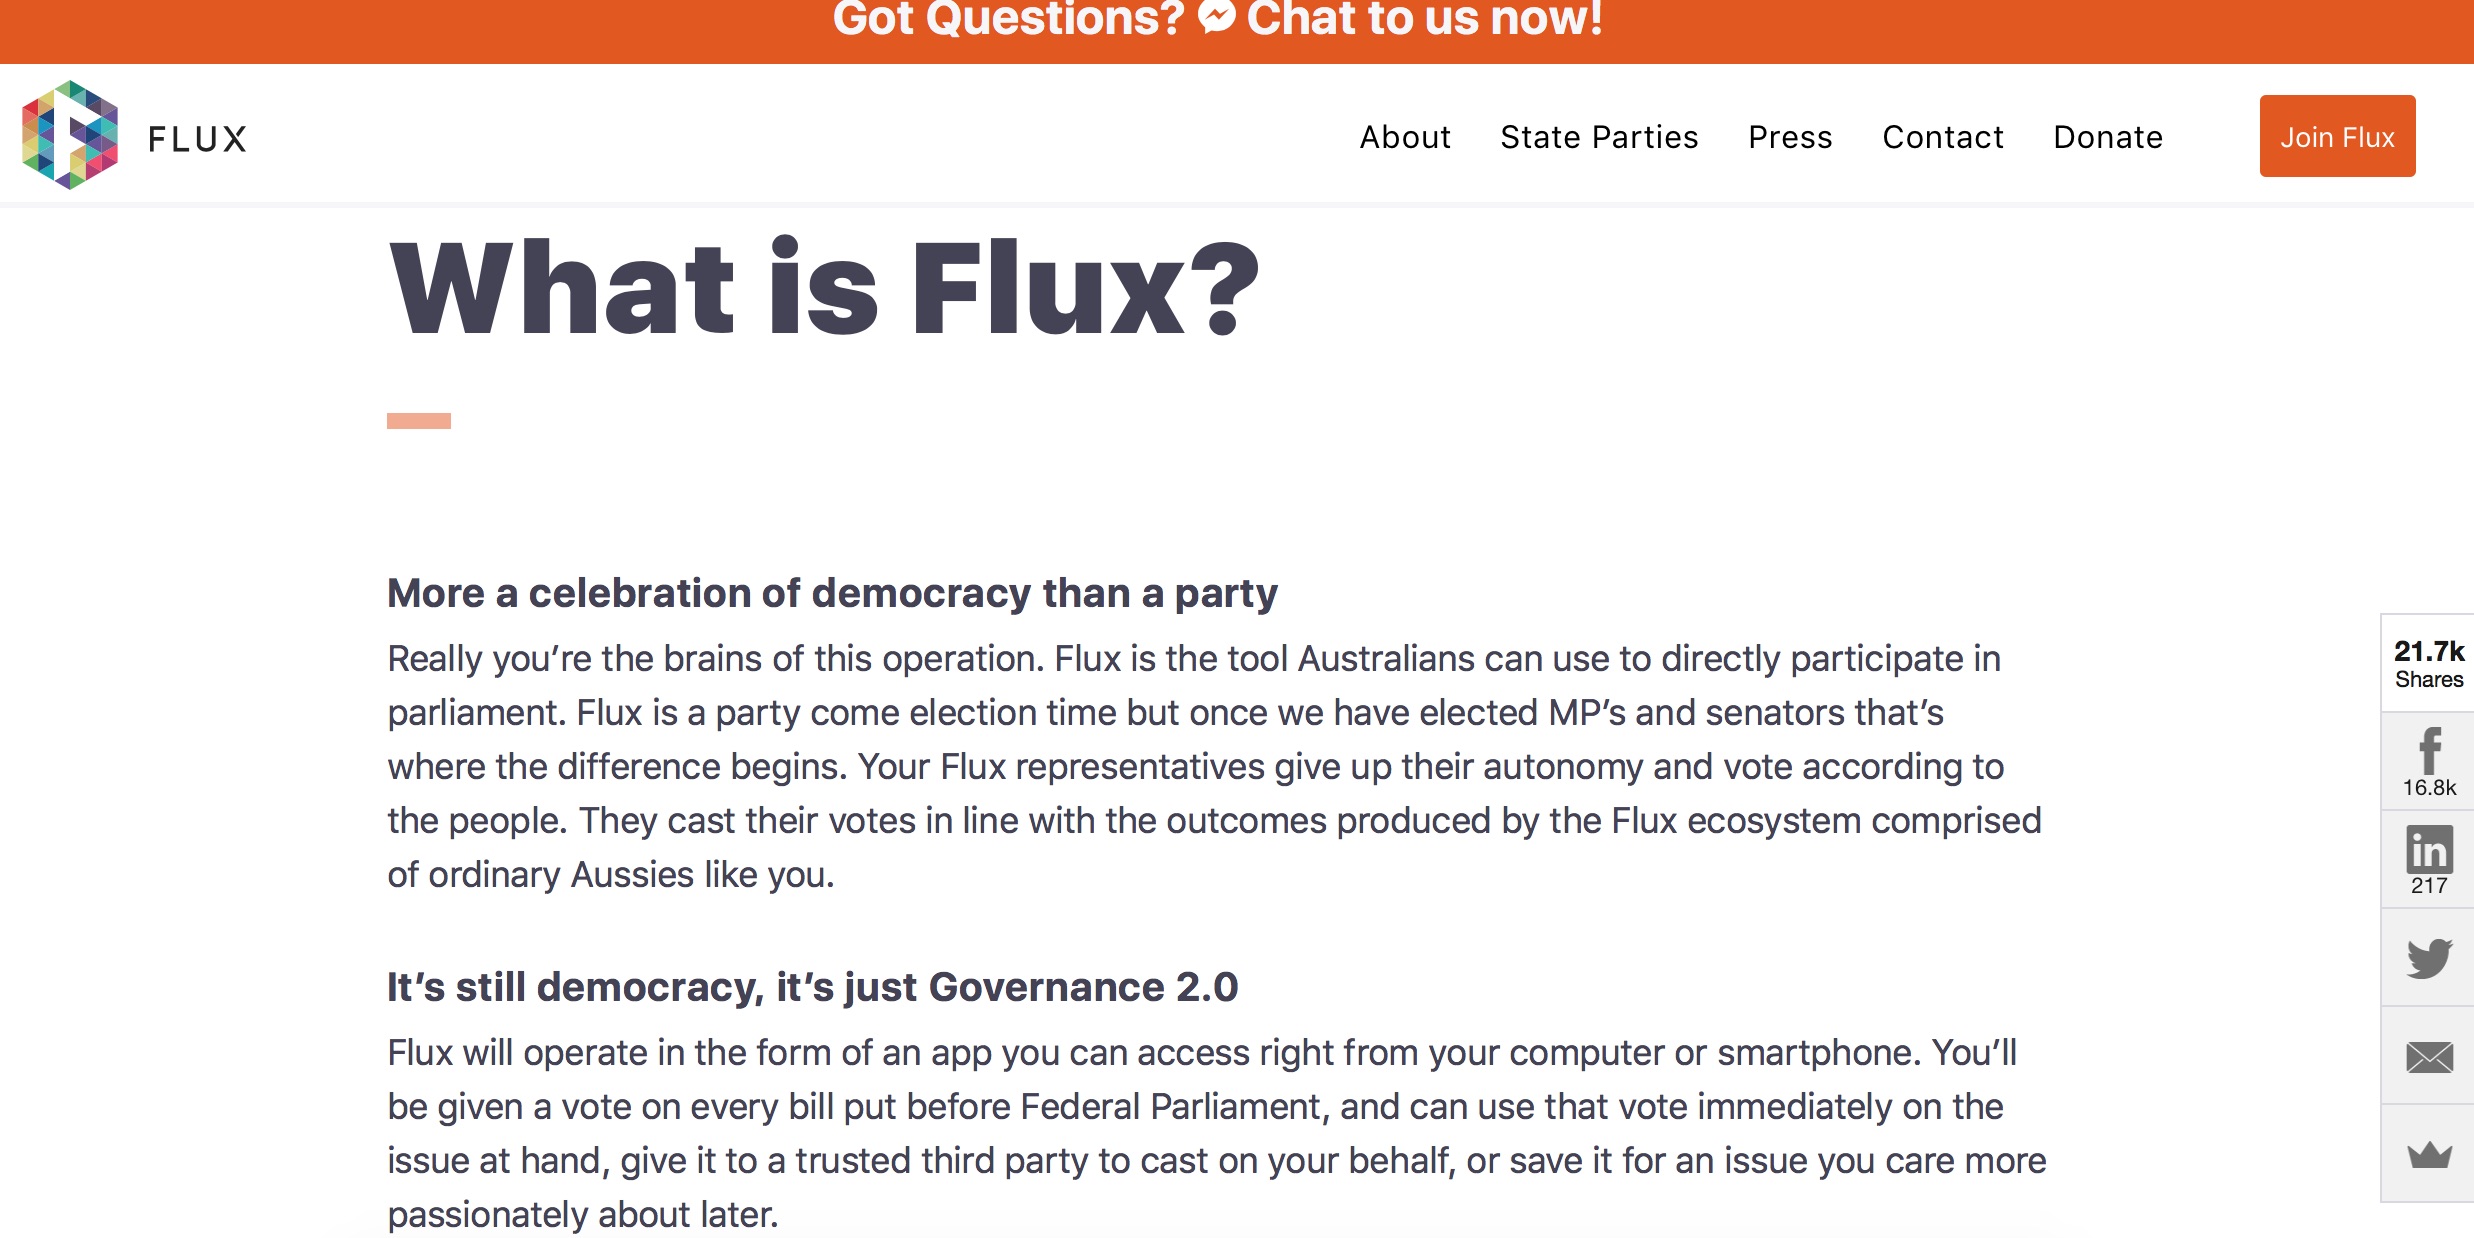 Got Questions? Chat to us now!
FLUX
About State Parties Press Contact Donate Join Flux
What is Flux?
More a celebration of democracy than a party
Really you’re the brains of this operation. Flux is the tool Australians can use to directly participate in
parliament. Flux is a party come election time but once we have elected MP’s and senators that’s
where the difference begins. Your Flux representatives give up their autonomy and vote according to
the people. They cast their votes in line with the outcomes produced by the Flux ecosystem comprised
of ordinary Aussies like you.
It’s still democracy, it’s just Governance 2.0
Flux will operate in the form of an app you can access right from your computer or smartphone. You’ll
be given a vote on every bill put before Federal Parliament, and can use that vote immediately on the
issue at hand, give it to a trusted third party to cast on your behalf, or save it for an issue you care more
passionately about later.
21.7k
Shares
16.8k
in
217